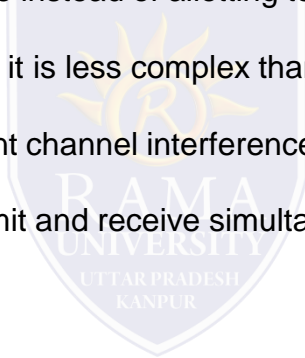 instead of allotting
it is less complex than
nt channel interference
nit and receive simulta
RAMA
UNIVERSITY
UTTAR PRADESH
KANPUR